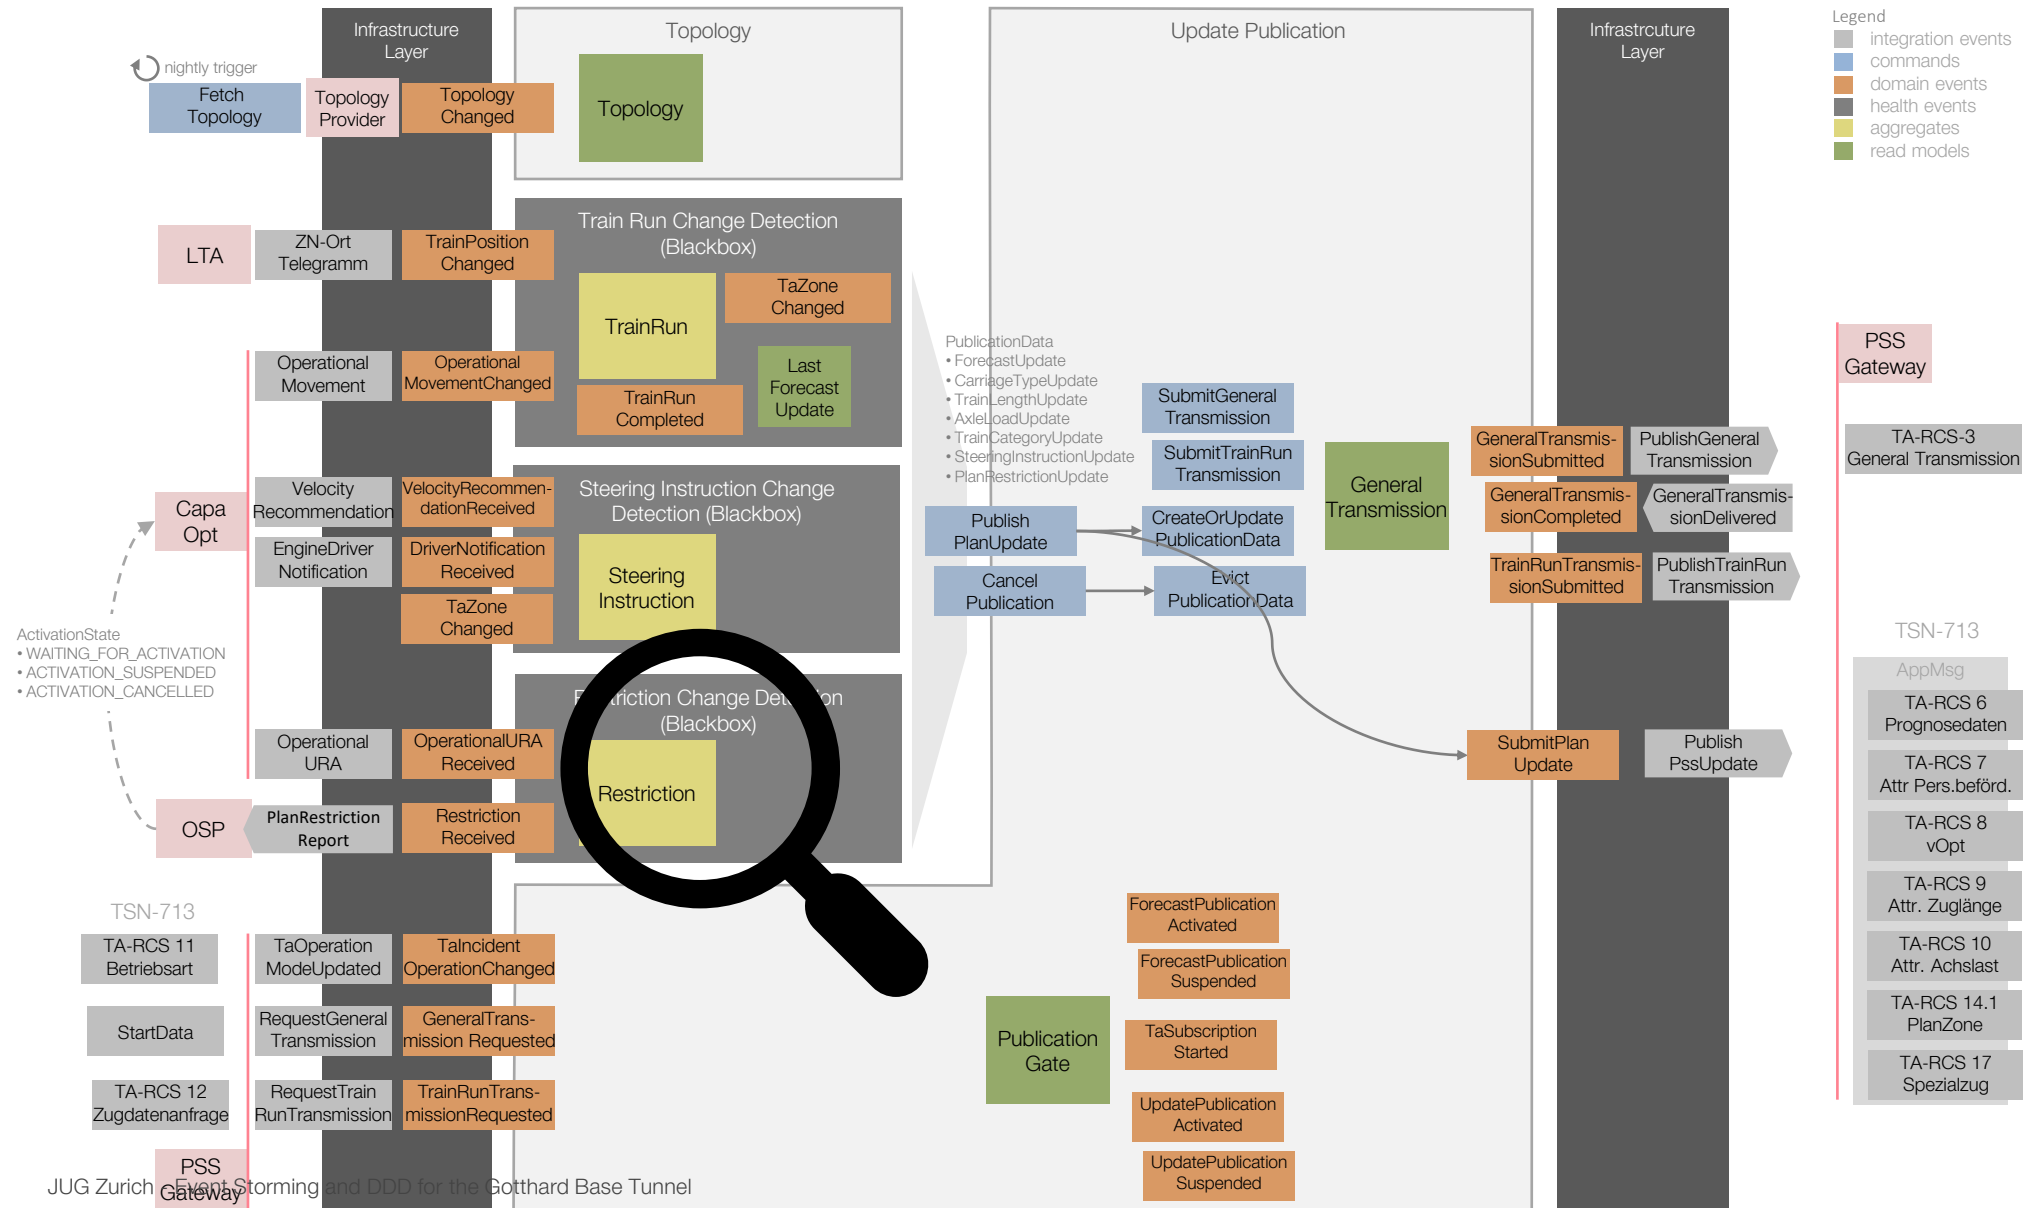 Infrastructure
Layer
Topology
Update Publication
Infrastrcuture
Layer
Legend
integration events
commands
domain events
health events
aggregates
read models
nightly trigger
Fetch
Topology
Topology
Provider
Topology
Changed
Topology
Train Run Change Detection
(Blackbox)
LTA
ZN-Ort
Telegramm
TrainPosition
Changed
TrainRun
TaZone
Changed
Operational
Movement
Operational
MovementChanged
Last
Forecast
Update
TrainRun
Completed
PublicationData
• ForecastUpdate
• CarriageTypeUpdate
• TrainLengthUpdate
• AxleLoadUpdate
• TrainCategoryUpdate
• SteeringInstructionUpdate
• PlanRestrictionUpdate
SubmitGeneral
Transmission
SubmitTrainRun
Transmission
General
Transmission
GeneralTransmis-
sionSubmitted
PublishGeneral
Transmission
GeneralTransmis-
sionCompleted
GeneralTransmis-
sionDelivered
TrainRunTransmis-
sionSubmitted
PublishTrainRun
Transmission
PSS
Gateway
TA-RCS-3
General Transmission
Capa
Opt
Velocity
Recommendation
VelocityRecommen-
dationReceived
Steering Instruction Change
Detection (Blackbox)
EngineDriver
Notification
DriverNotification
Received
TaZone
Changed
Steering
Instruction
Publish
PlanUpdate
CreateOrUpdate
PublicationData
Cancel
Publication
Evict
PublicationData
ActivationState
• WAITING_FOR_ACTIVATION
• ACTIVATION_SUSPENDED
• ACTIVATION_CANCELLED
Restriction Change Detection
(Blackbox)
Operational
URA
OperationalURA
Received
Restriction
OSP
PlanRestriction
Report
Restriction
Received
SubmitPlan
Update
Publish
PssUpdate
TSN-713
AppMsg
TA-RCS 6
Prognosedaten
TA-RCS 7
Attr Pers.beförd.
TA-RCS 8
vOpt
TA-RCS 9
Attr. Zuglänge
TA-RCS 10
Attr. Achslast
TA-RCS 14.1
PlanZone
TA-RCS 17
Spezialzug
TSN-713
TA-RCS 11
Betriebsart
TaOperation
ModeUpdated
TaIncident
OperationChanged
StartData
RequestGeneral
Transmission
GeneralTrans-
mission Requested
TA-RCS 12
Zugdatenanfrage
RequestTrain
RunTransmission
TrainRunTrans-
missionRequested
PSS
Gateway
Publication
Gate
ForecastPublication
Activated
ForecastPublication
Suspended
TaSubscription
Started
UpdatePublication
Activated
UpdatePublication
Suspended
JUG Zurich - Event Storming and DDD for the Gotthard Base Tunnel